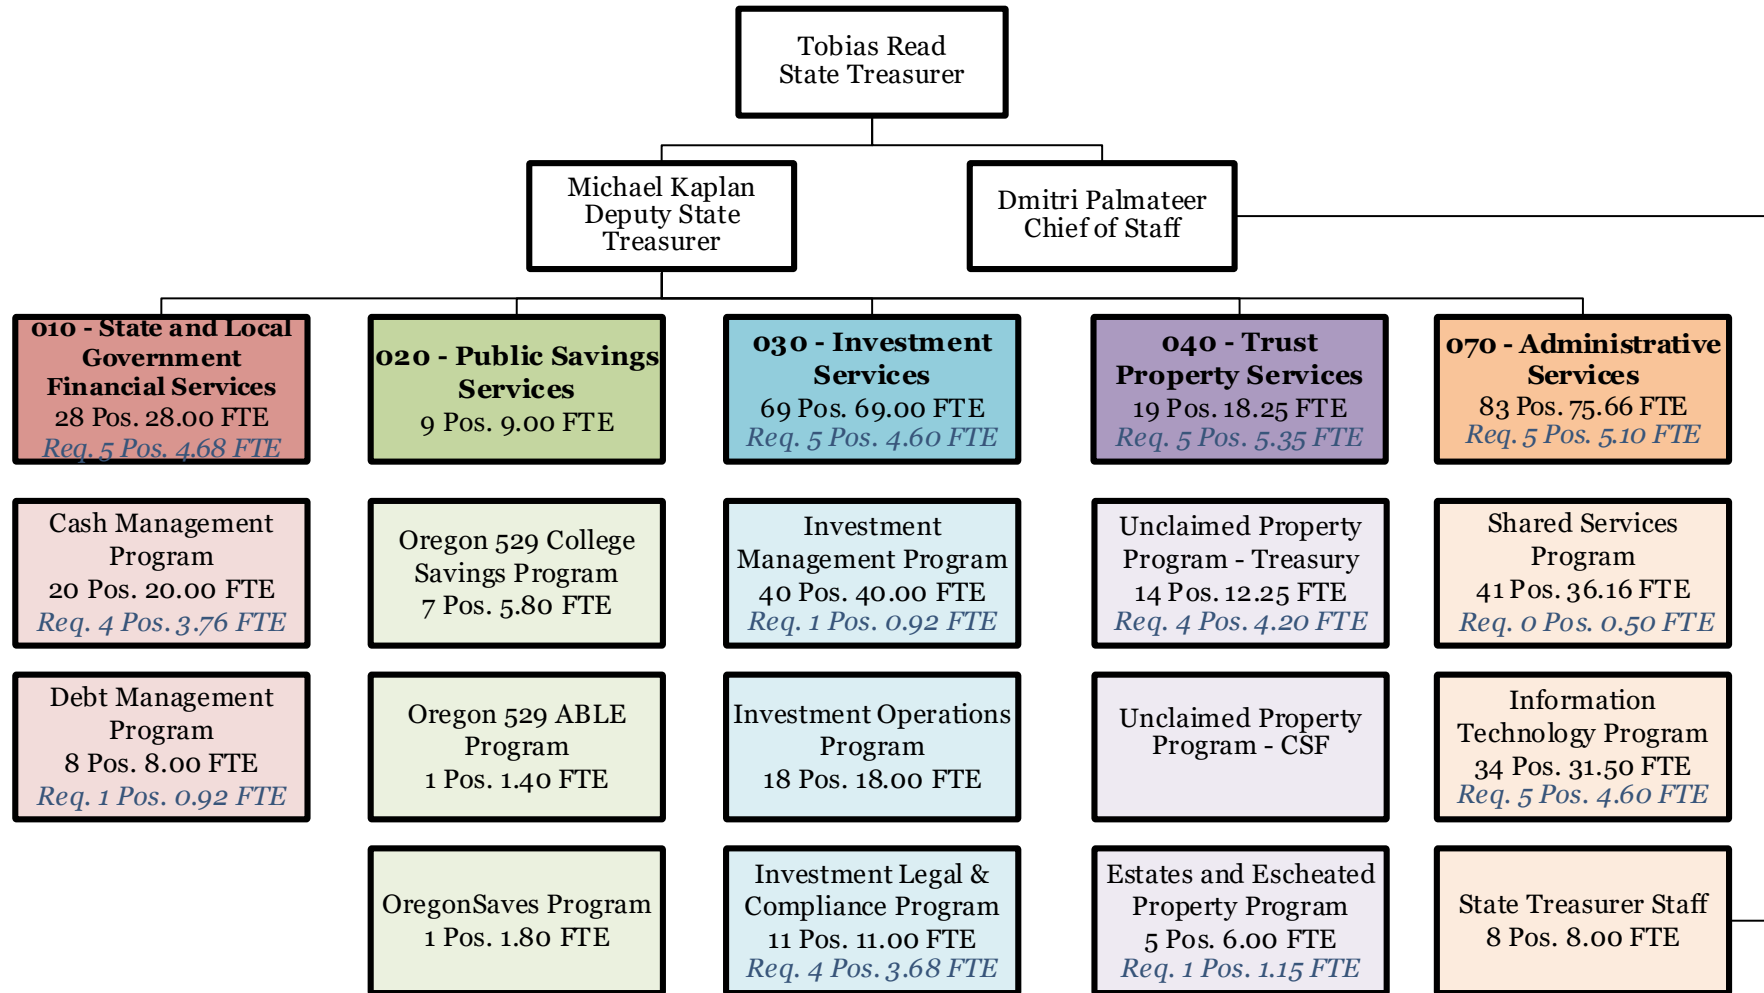 Tobias Read
State Treasurer
Michael Kaplan
Deputy State
Treasurer
Dmitri Palmateer
Chief of Staff
010 - State and Local
Government
Financial Services
28 Pos. 28.00 FTE
Req. 5 Pos. 4.68 FTE
020 - Public Savings
Services
9 Pos. 9.00 FTE
030 - Investment
Services
69 Pos. 69.00 FTE
Req. 5 Pos. 4.60 FTE
040 - Trust
Property Services
19 Pos. 18.25 FTE
Req. 5 Pos. 5.35 FTE
070 - Administrative
Services
83 Pos. 75.66 FTE
Req. 5 Pos. 5.10 FTE
Cash Management
Program
20 Pos. 20.00 FTE
Req. 4 Pos. 3.76 FTE
Oregon 529 College
Savings Program
7 Pos. 5.80 FTE
Investment
Management Program
40 Pos. 40.00 FTE
Req. 1 Pos. 0.92 FTE
Unclaimed Property
Program - Treasury
14 Pos. 12.25 FTE
Req. 4 Pos. 4.20 FTE
Shared Services
Program
41 Pos. 36.16 FTE
Req. 0 Pos. 0.50 FTE
Debt Management
Program
8 Pos. 8.00 FTE
Req. 1 Pos. 0.92 FTE
Oregon 529 ABLE
Program
1 Pos. 1.40 FTE
Investment Operations
Program
18 Pos. 18.00 FTE
Unclaimed Property
Program - CSF
Information
Technology Program
34 Pos. 31.50 FTE
Req. 5 Pos. 4.60 FTE
OregonSaves Program
1 Pos. 1.80 FTE
Investment Legal &
Compliance Program
11 Pos. 11.00 FTE
Req. 4 Pos. 3.68 FTE
Estates and Escheated
Property Program
5 Pos. 6.00 FTE
Req. 1 Pos. 1.15 FTE
State Treasurer Staff
8 Pos. 8.00 FTE